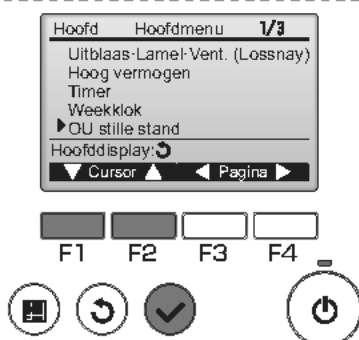 Hoofd Hoofdmenu 1/3
Uitblaas-Lamel-Vent. (Lossnay)
Hoog vermogen
Timer
Weekklok
OU stille stand
Hoofddisplay:
Cursor Pagina
F1 F2 F3 F4